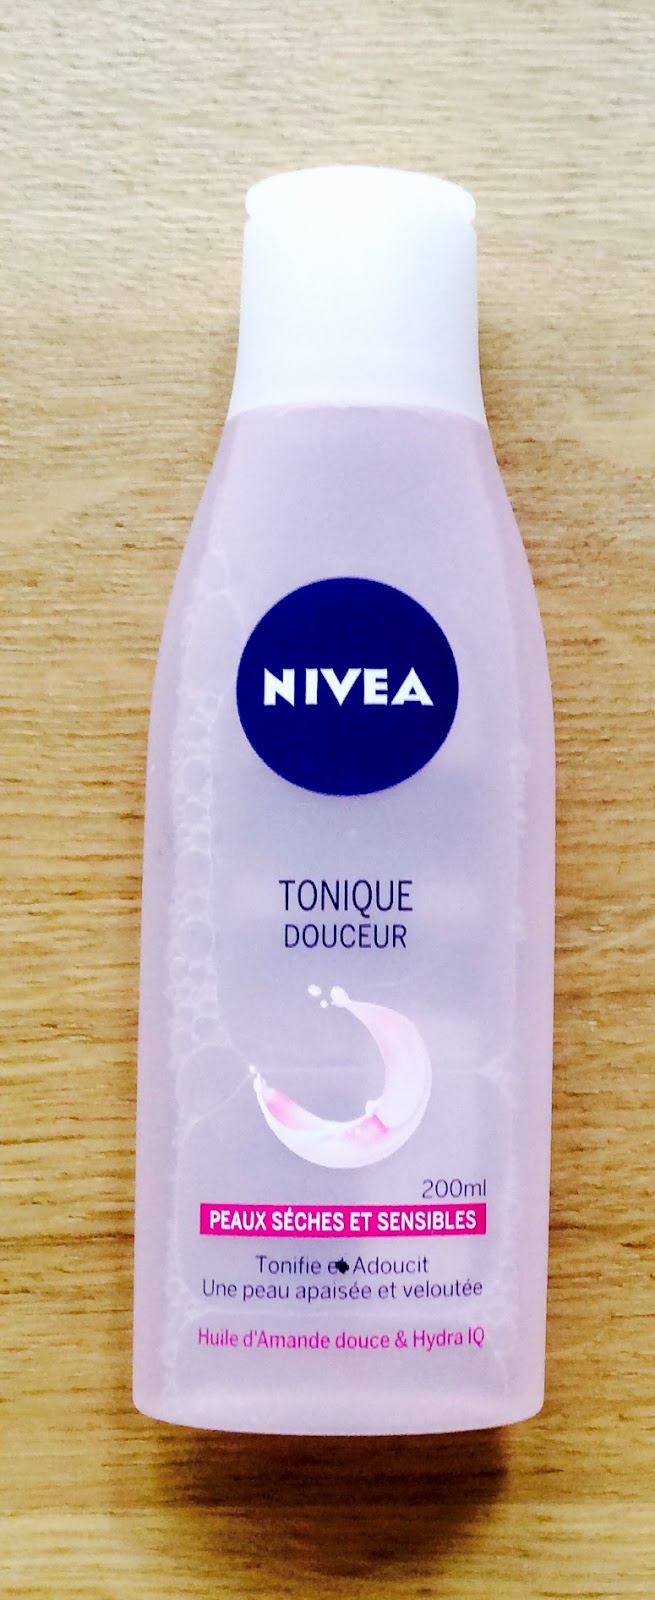 NIVEA
TONIQUE
DOUCEUR
200ml
PEAUX SÉCHES ET SENSIBLES
Tonifie et Adoucit
Une peau apaisée et veloutée
Huile d'Amande douce & Hydra IQ